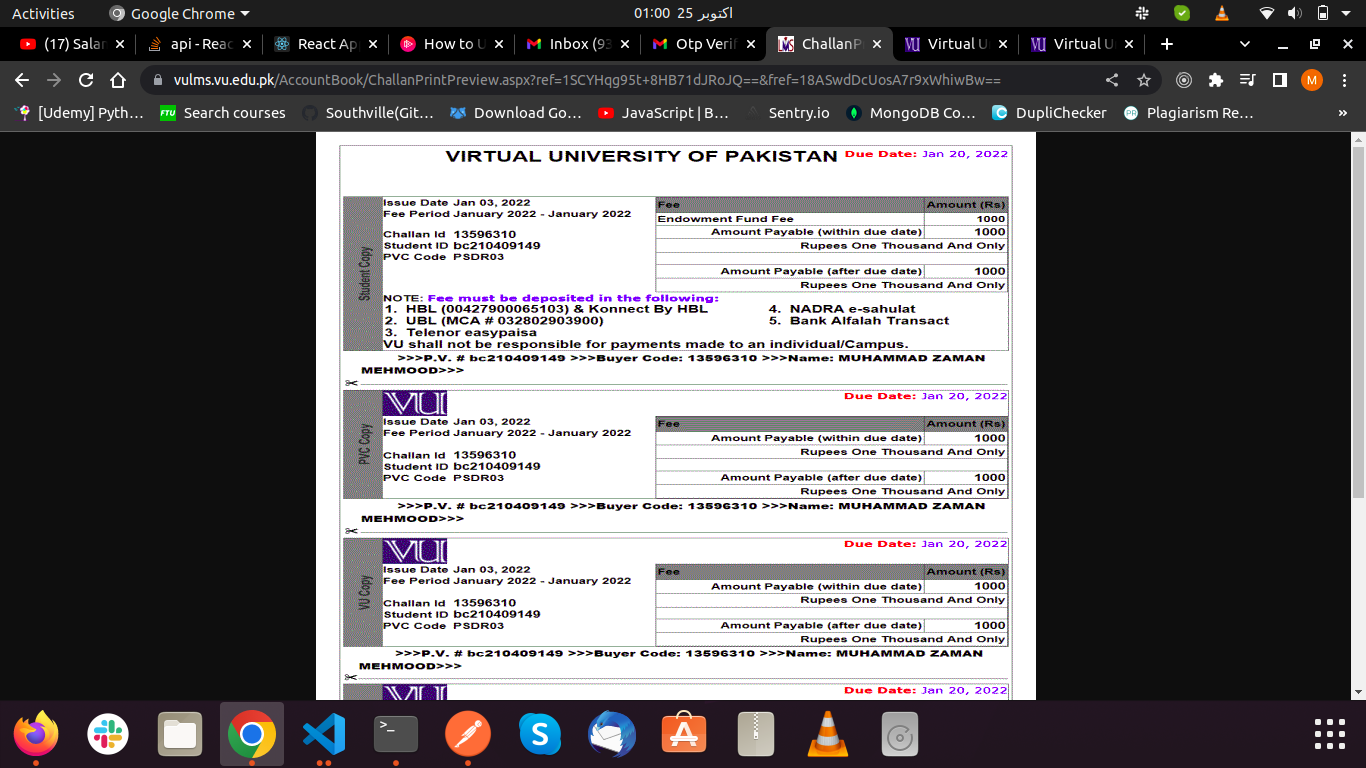 Activities
Google Chrome
01:00 25 اکتوبر
(17) Salar
api - Reac
React App
How to U
Inbox (93
Otp Verif
ChallanPr
Virtual U
Virtual U
vulms.vu.edu.pk/AccountBook/ChallanPrintPreview.aspx?ref=1SCYHqg95t+8HB71dJRoJQ==&fref=18ASwdDcUosA7r9xWhiwBw==
M
[Udemy] Pyth...
FTU Search courses
Southville(Git...
Download Go...
JavaScript | B...
Sentry.io
MongoDB Co...
DupliChecker
PR Plagiarism Re...
»
VIRTUAL UNIVERSITY OF PAKISTAN
Due Date: Jan 20, 2022
Student Copy
Issue Date Jan 03, 2022
Fee Period January 2022 - January 2022
Challan Id 13596310
Student ID bc210409149
PVC Code PSDR03
Fee Amount (Rs)
Endowment Fund Fee 1000
Amount Payable (within due date) 1000
Rupees One Thousand And Only
Amount Payable (after due date) 1000
Rupees One Thousand And Only
NOTE: Fee must be deposited in the following:
1. HBL (00427900065103) & Konnect By HBL
2. UBL (MCA # 032802903900)
3. Telenor easypaisa
4. NADRA e-sahulat
5. Bank Alfalah Transact
VU shall not be responsible for payments made to an individual/Campus.
>>>P.V. # bc210409149 >>>Buyer Code: 13596310 >>>Name: MUHAMMAD ZAMAN
MEHMOOD>>>
PVC Copy
VU
Due Date: Jan 20, 2022
Issue Date Jan 03, 2022
Fee Period January 2022 - January 2022
Challan Id 13596310
Student ID bc210409149
PVC Code PSDR03
Fee Amount (Rs)
Amount Payable (within due date) 1000
Rupees One Thousand And Only
Amount Payable (after due date) 1000
Rupees One Thousand And Only
>>>P.V. # bc210409149 >>>Buyer Code: 13596310 >>>Name: MUHAMMAD ZAMAN
MEHMOOD>>>
VU Copy
VU
Due Date: Jan 20, 2022
Issue Date Jan 03, 2022
Fee Period January 2022 - January 2022
Challan Id 13596310
Student ID bc210409149
PVC Code PSDR03
Fee Amount (Rs)
Amount Payable (within due date) 1000
Rupees One Thousand And Only
Amount Payable (after due date) 1000
Rupees One Thousand And Only
>>>P.V. # bc210409149 >>>Buyer Code: 13596310 >>>Name: MUHAMMAD ZAMAN
MEHMOOD>>>
VU
Due Date: Jan 20, 2022